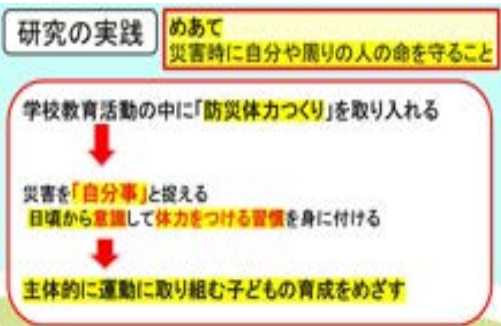 研究の実践
めあて
災害時に自分や周りの人の命を守ること
学校教育活動の中に「防災体力つくり」を取り入れる
災害を「自分事」と捉える
日頃から意識して体力をつける習慣を身に付ける
主体的に運動に取り組む子どもの育成をめざす